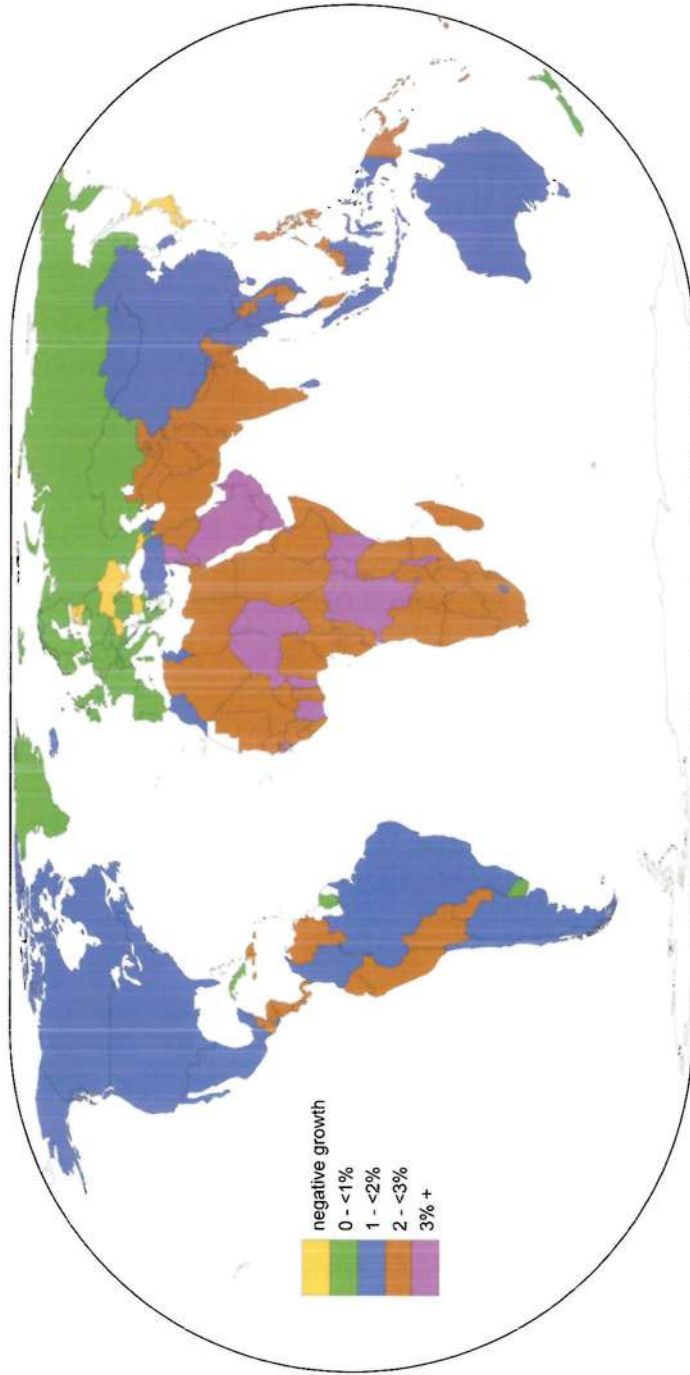 negative growth
0 - <1%
1 - <2%
2 - <3%
3% +